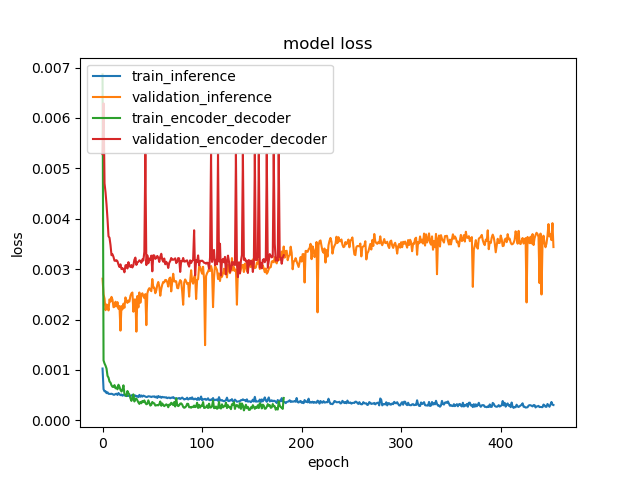 model loss
train_inference
validation_inference
train_encoder_decoder
validation_encoder_decoder
loss
0.007
0.006
0.005
0.004
0.003
0.002
0.001
0.000
0 100 200 300 400
epoch